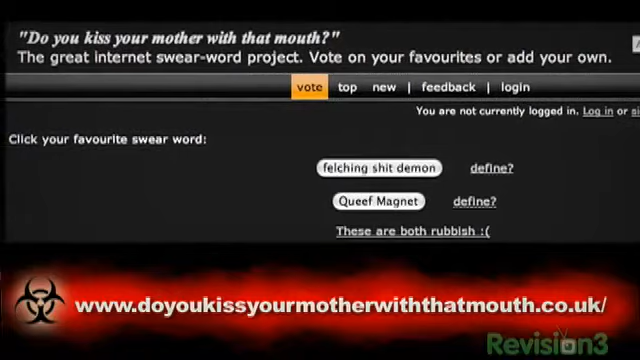 "Do you kiss your mother with that mouth?"
The great internet swear-word project. Vote on your favourites or add your own.
vote top new | feedback | login
You are not currently logged in. Log in or
Click your favourite swear word:
felching shit demon define?
Queef Magnet define?
These are both rubbish :(
www.doyoukissyourmotherwiththatmouth.co.uk/
Revision3